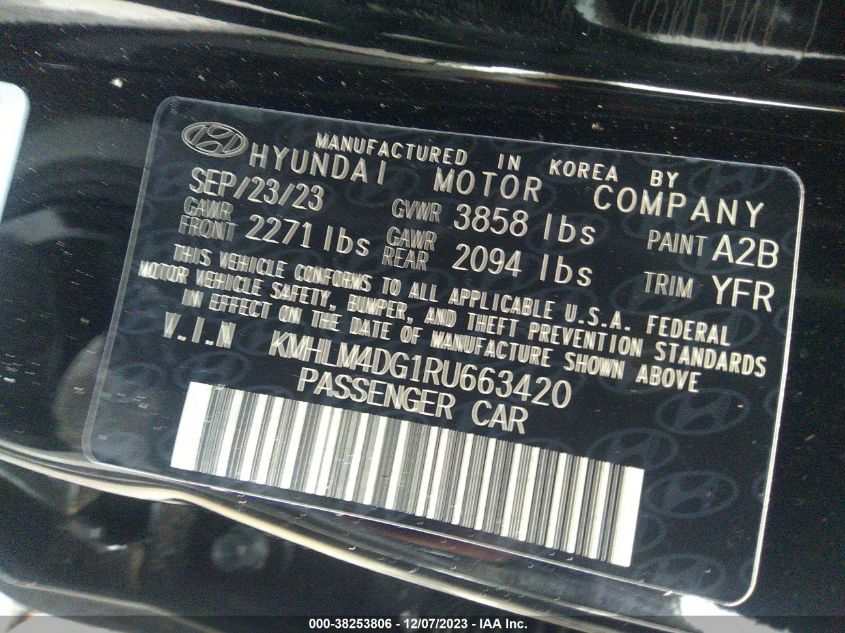 MANUFACTURED IN KOREA BY
HYUNDAI MOTOR COMPANY
SEP/23/23 GVWR 3858 lbs PAINT A2B
GAWR FRONT 2271 lbs GAWR REAR 2094 lbs TRIM YFR
THIS VEHICLE CONFORMS TO ALL APPLICABLE U.S.A. FEDERAL
MOTOR VEHICLE SAFETY, BUMPER, AND THEFT PREVENTION STANDARDS
IN EFFECT ON THE DATE OF MANUFACTURE SHOWN ABOVE
V.I.N KMHLM4DG1RU663420
PASSENGER CAR
000-38253806 - 12/07/2023 - IAA Inc.